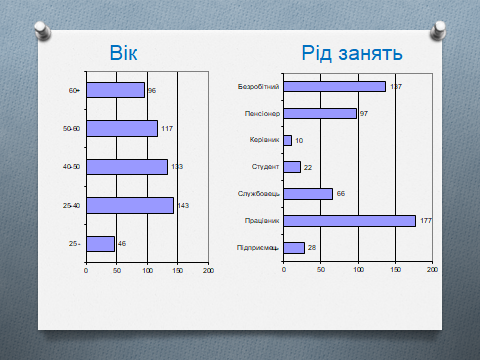 Вік
Рід занять
60+
96
50-60
117
40-50
133
25-40
143
25 -
46
0 50 100 150 200
Безробітний
137
Пенсіонер
97
Керівник
10
Студент
22
Службовець
66
Працівник
177
Підприємець
28
0 50 100 150 200